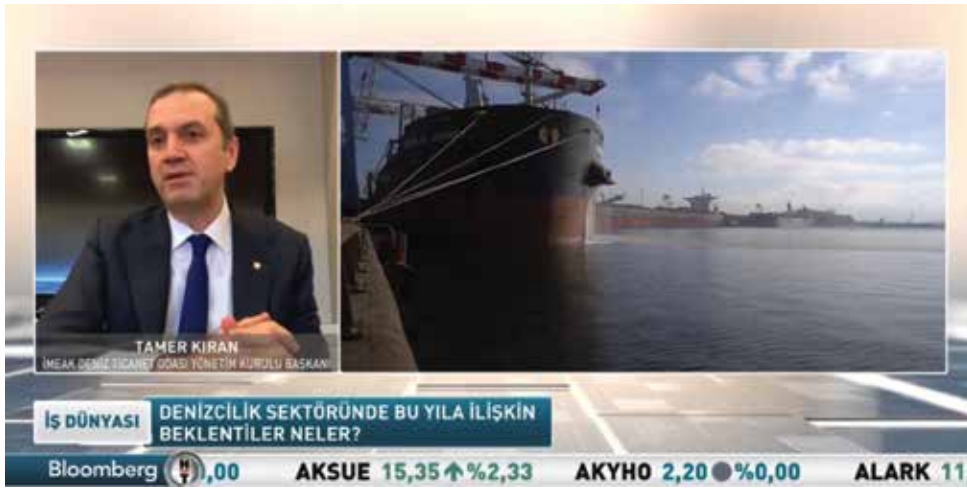 TAMER KIRAN
İMEAK DENİZ TİCARET ODASI YÖNETİM KURULU BAŞKANI
İŞ DÜNYASI
DENİZCİLİK SEKTÖRÜNDE BU YILA İLİŞKİN
BEKLENTİLER NELER?
Bloomberg HT ,00 AKSUE 15,35 %2,33 AKYHO 2,20 %0,00 ALARK 11